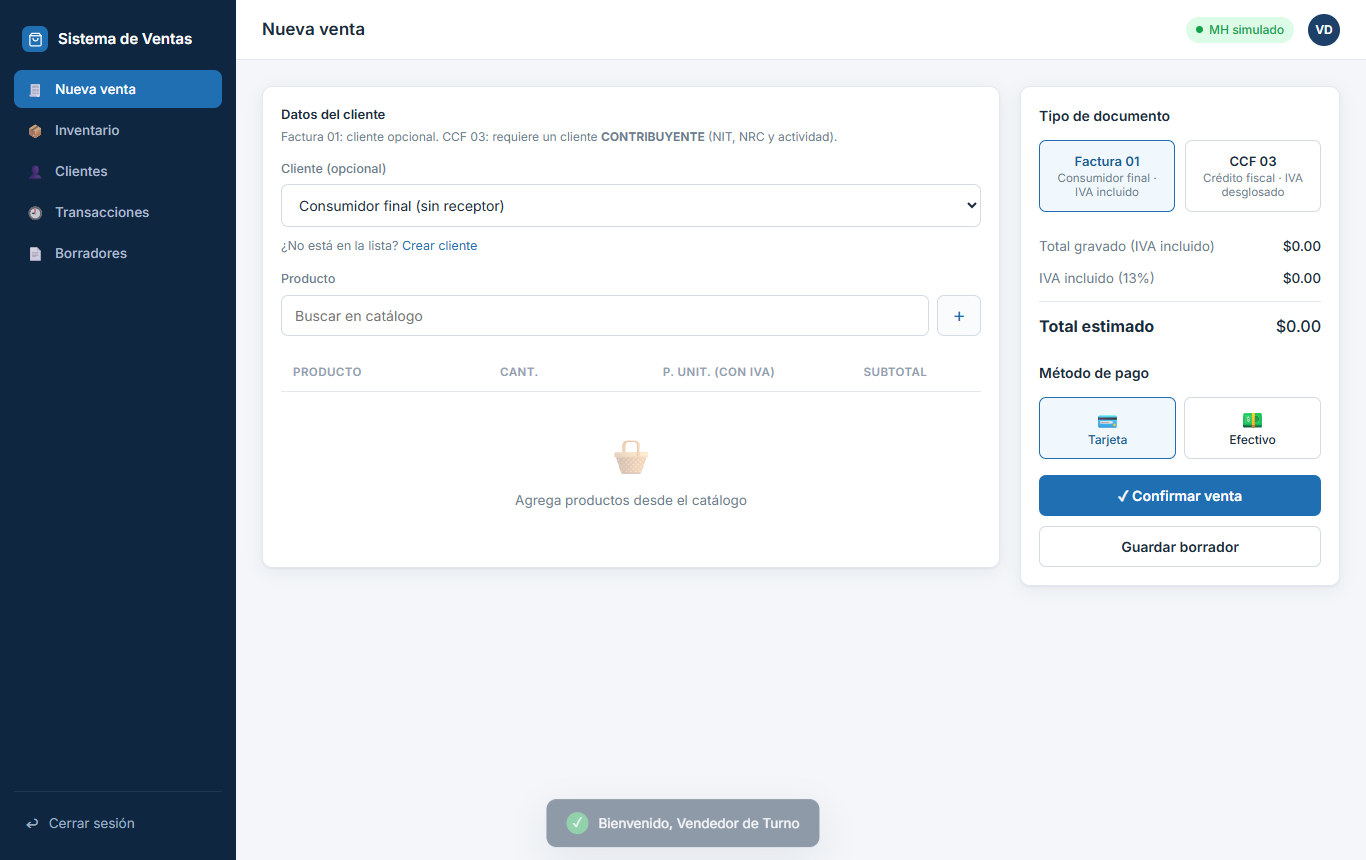 Sistema de Ventas
Nueva venta
Inventario
Clientes
Transacciones
Borradores
Cerrar sesión
Nueva venta
MH simulado
VD
Datos del cliente
Factura 01: cliente opcional. CCF 03: requiere un cliente CONTRIBUYENTE (NIT, NRC y actividad).
Cliente (opcional)
Consumidor final (sin receptor)
¿No está en la lista? Crear cliente
Producto
Buscar en catálogo
+
PRODUCTO CANT. P. UNIT. (CON IVA) SUBTOTAL
Agrega productos desde el catálogo
Tipo de documento
Factura 01
Consumidor final ·
IVA incluido
CCF 03
Crédito fiscal · IVA
desglosado
Total gravado (IVA incluido) $0.00
IVA incluido (13%) $0.00
Total estimado $0.00
Método de pago
Tarjeta
Efectivo
✓ Confirmar venta
Guardar borrador
Bienvenido, Vendedor de Turno